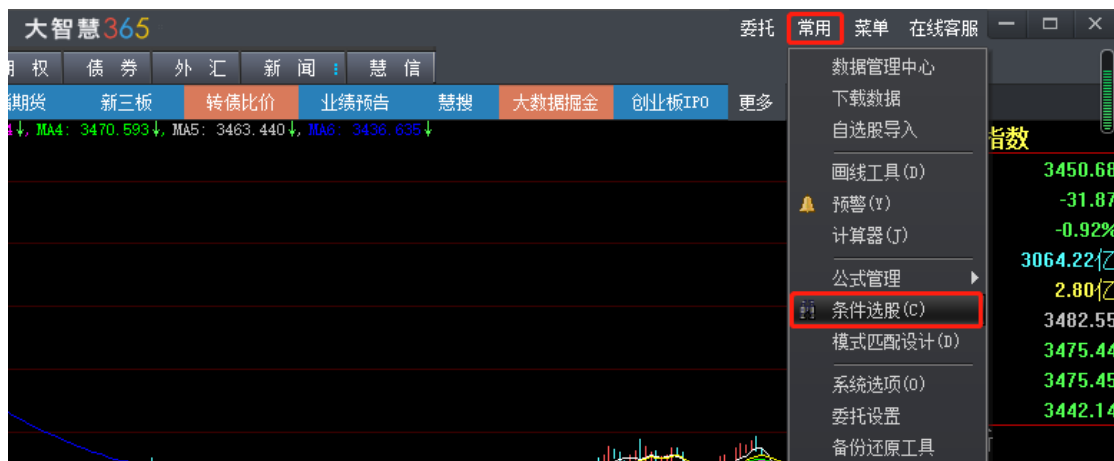 大智慧365 委托 常用 菜单 在线客服
权 债券 外汇 新闻 慧信
期货 新三板 转债比价 业绩预告 慧搜 大数据掘金 创业板IPO 更多
↓, MA4: 3470.593↓, MA5: 3463.440↓, MA6: 3436.635↓
指数
数据管理中心
下载数据
自选股导入
画线工具(D)
预警(Y)
计算器(J)
公式管理
条件选股(C)
模式匹配设计(D)
系统选项(O)
委托设置
备份还原工具
3450.68
-31.87
-0.92%
3064.22亿
2.80亿
3482.55
3475.44
3475.45
3442.14